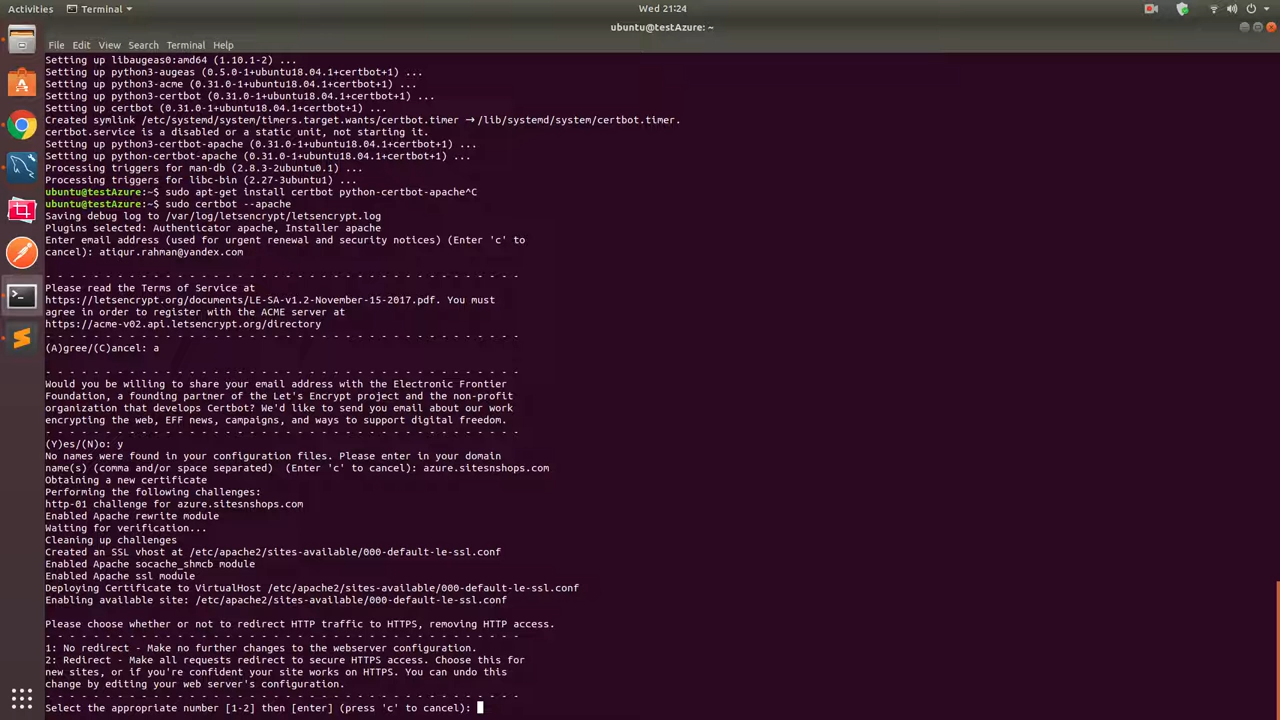 Activities
Terminal
Wed 21:24
ubuntu@testAzure: ~
File Edit View Search Terminal Help
Setting up libaugeas0:amd64 (1.10.1-2) ...
Setting up python3-augeas (0.5.0-1+ubuntu18.04.1+certbot+1) ...
Setting up python3-acme (0.31.0-1+ubuntu18.04.1+certbot+1) ...
Setting up python3-certbot (0.31.0-1+ubuntu18.04.1+certbot+1) ...
Setting up certbot (0.31.0-1+ubuntu18.04.1+certbot+1) ...
Created symlink /etc/systemd/system/timers.target.wants/certbot.timer → /lib/systemd/system/certbot.timer.
certbot.service is a disabled or a static unit, not starting it.
Setting up python3-certbot-apache (0.31.0-1+ubuntu18.04.1+certbot+1) ...
Setting up python-certbot-apache (0.31.0-1+ubuntu18.04.1+certbot+1) ...
Processing triggers for man-db (2.8.3-2ubuntu0.1) ...
Processing triggers for libc-bin (2.27-3ubuntu1) ...
ubuntu@testAzure:~$ sudo apt-get install certbot python-certbot-apache^C
ubuntu@testAzure:~$ sudo certbot --apache
Saving debug log to /var/log/letsencrypt/letsencrypt.log
Plugins selected: Authenticator apache, Installer apache
Enter email address (used for urgent renewal and security notices) (Enter 'c' to
cancel): atiqur.rahman@yandex.com
- - - - - - - - - - - - - - - - - - - - - - - - - - - - - - - - - - - - - - - -
Please read the Terms of Service at
https://letsencrypt.org/documents/LE-SA-v1.2-November-15-2017.pdf. You must
agree in order to register with the ACME server at
https://acme-v02.api.letsencrypt.org/directory
- - - - - - - - - - - - - - - - - - - - - - - - - - - - - - - - - - - - - - - -
(A)gree/(C)ancel: a
- - - - - - - - - - - - - - - - - - - - - - - - - - - - - - - - - - - - - - - -
Would you be willing to share your email address with the Electronic Frontier
Foundation, a founding partner of the Let's Encrypt project and the non-profit
organization that develops Certbot? We'd like to send you email about our work
encrypting the web, EFF news, campaigns, and ways to support digital freedom.
- - - - - - - - - - - - - - - - - - - - - - - - - - - - - - - - - - - - - - - -
(Y)es/(N)o: y
No names were found in your configuration files. Please enter in your domain
name(s) (comma and/or space separated)  (Enter 'c' to cancel): azure.sitesnshops.com
Obtaining a new certificate
Performing the following challenges:
http-01 challenge for azure.sitesnshops.com
Enabled Apache rewrite module
Waiting for verification...
Cleaning up challenges
Created an SSL vhost at /etc/apache2/sites-available/000-default-le-ssl.conf
Enabled Apache socache_shmcb module
Enabled Apache ssl module
Deploying Certificate to VirtualHost /etc/apache2/sites-available/000-default-le-ssl.conf
Enabling available site: /etc/apache2/sites-available/000-default-le-ssl.conf
Please choose whether or not to redirect HTTP traffic to HTTPS, removing HTTP access.
- - - - - - - - - - - - - - - - - - - - - - - - - - - - - - - - - - - - - - - -
1: No redirect - Make no further changes to the webserver configuration.
2: Redirect - Make all requests redirect to secure HTTPS access. Choose this for
new sites, or if you're confident your site works on HTTPS. You can undo this
change by editing your web server's configuration.
- - - - - - - - - - - - - - - - - - - - - - - - - - - - - - - - - - - - - - - -
Select the appropriate number [1-2] then [enter] (press 'c' to cancel):